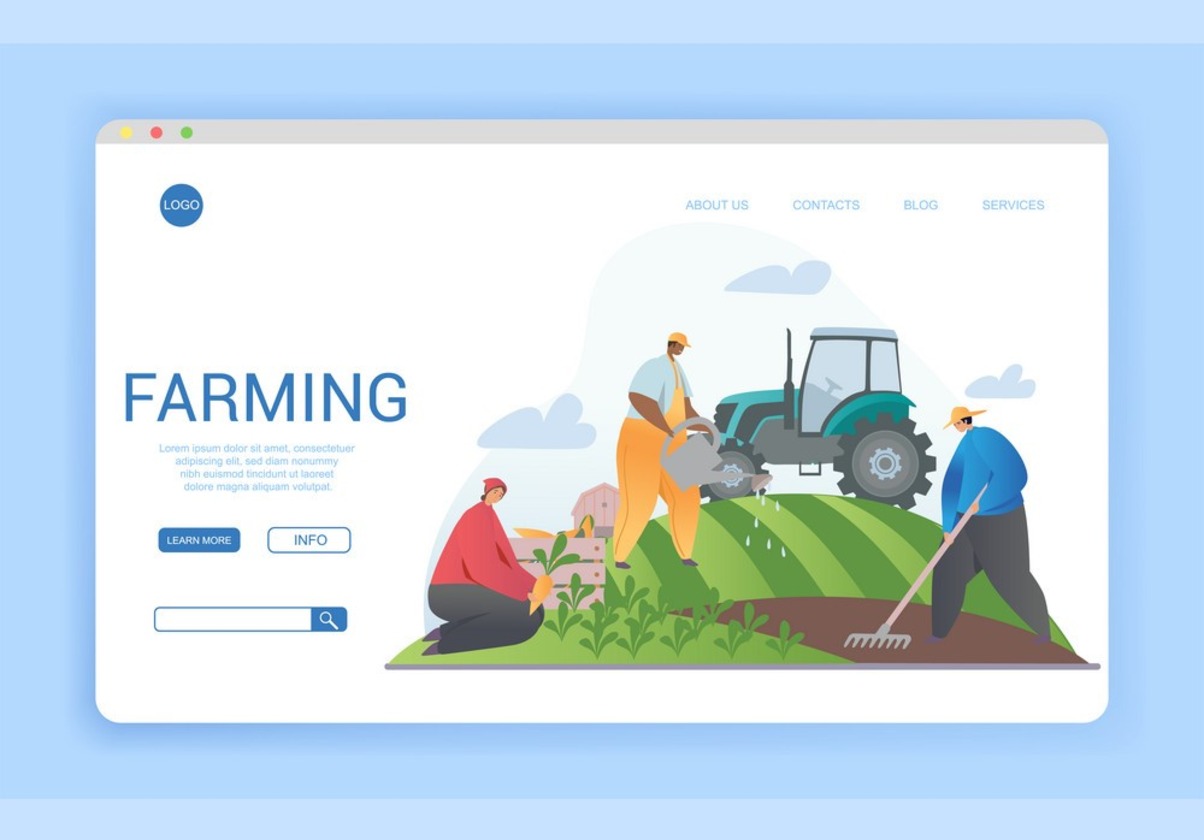 LOGO
ABOUT US CONTACTS BLOG SERVICES
FARMING
Lorem ipsum dolor sit amet, consectetuer
adipiscing elit, sed diam nonummy
nibh euismod tincidunt ut laoreet
dolore magna aliquam volutpat.
LEARN MORE INFO